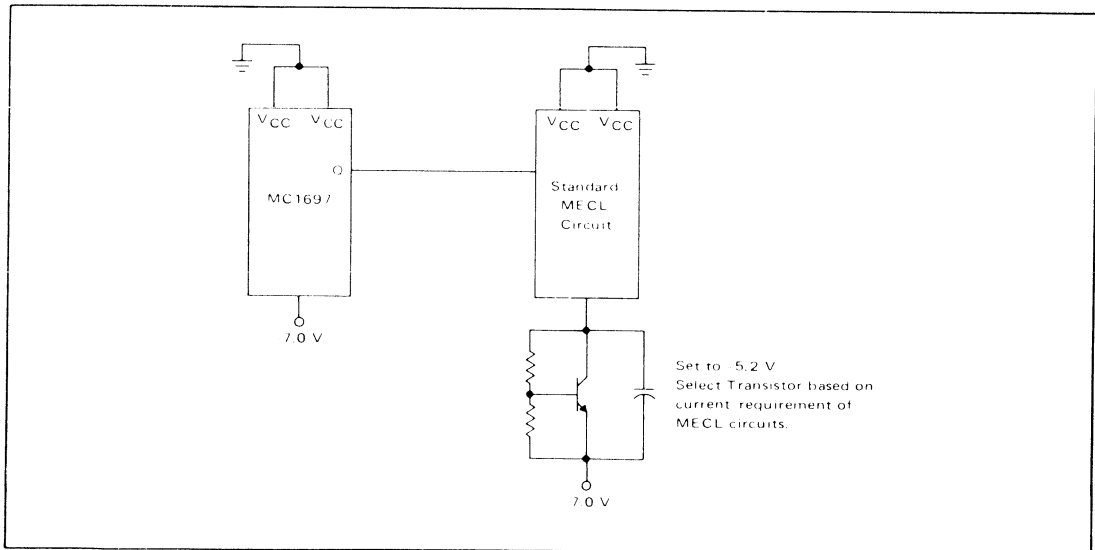 VCC VCC
Q
MC1697
7.0 V
VCC VCC
Standard
MECL
Circuit
Set to -5.2 V
Select Transistor based on
current requirement of
MECL circuits.
7.0 V